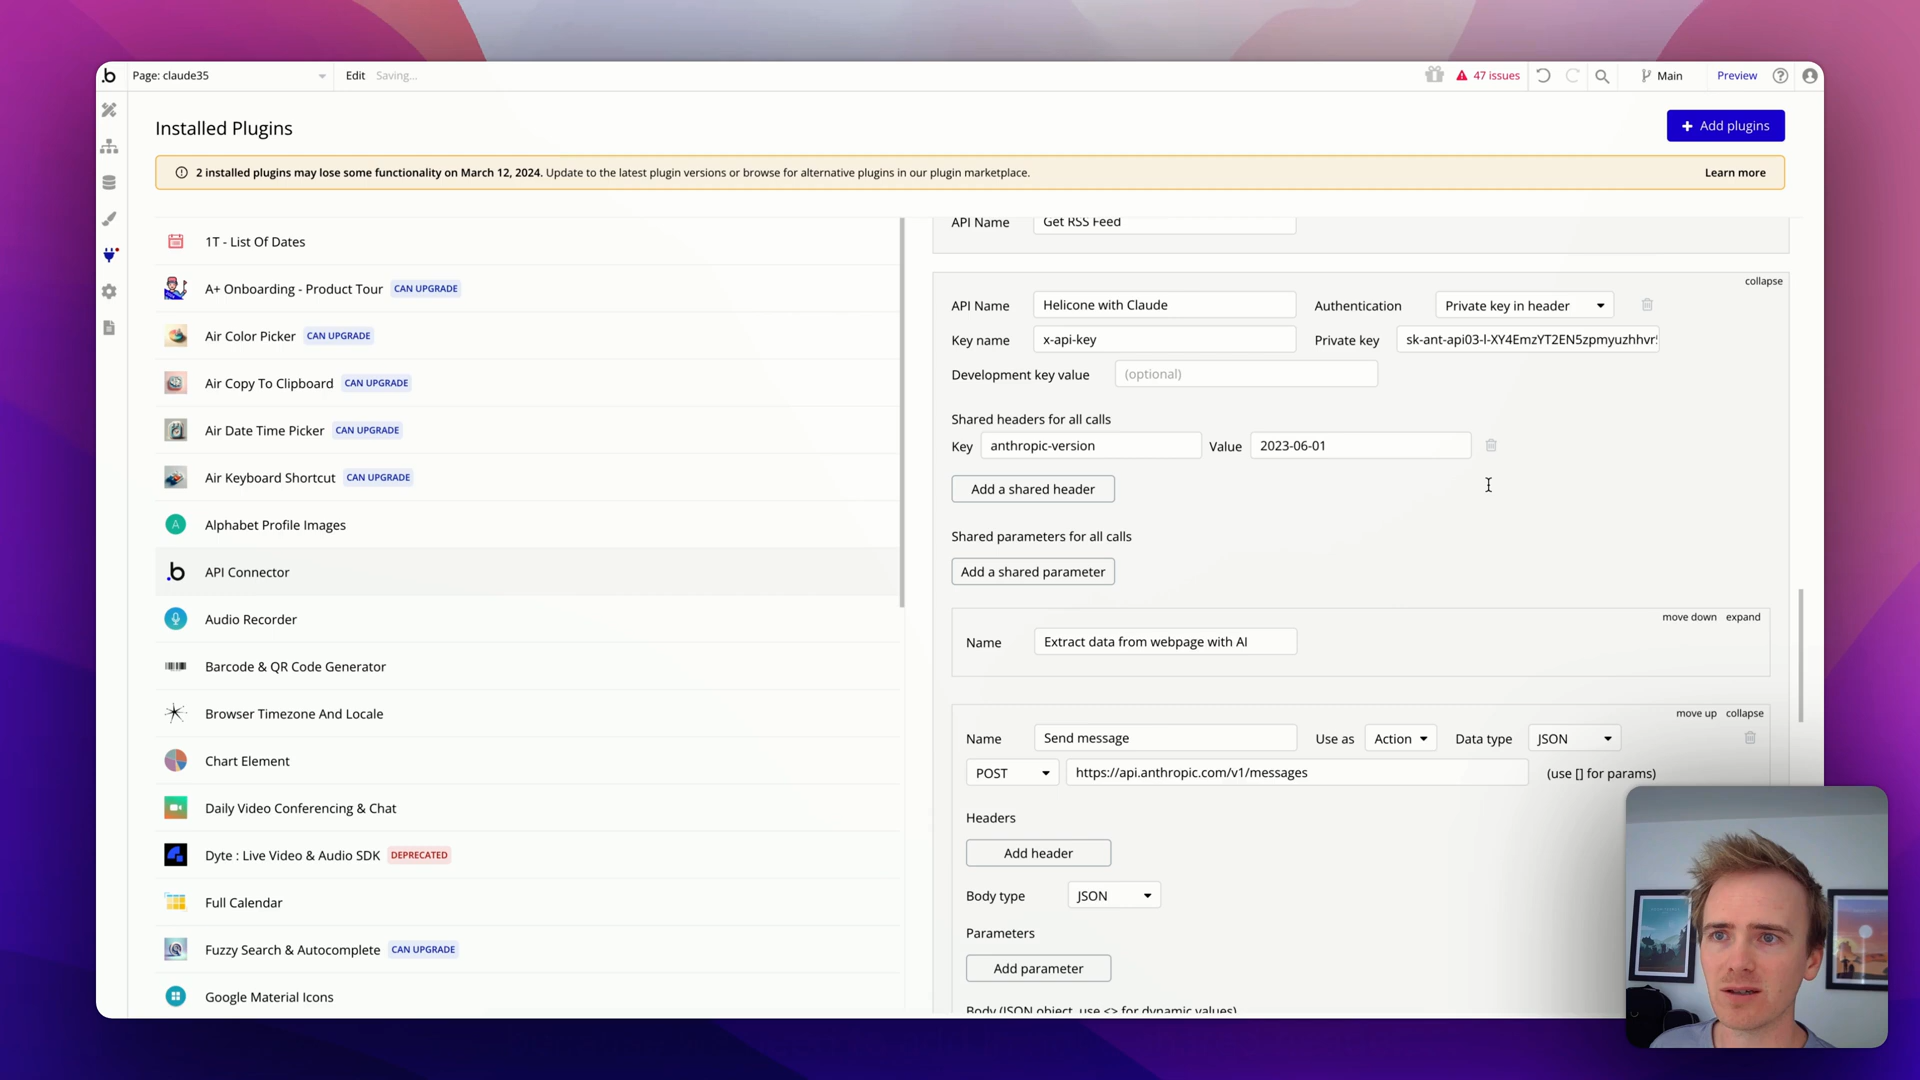 .b Page: claude35 Edit Saving... 47 issues Main Preview
Installed Plugins
+ Add plugins
2 installed plugins may lose some functionality on March 12, 2024. Update to the latest plugin versions or browse for alternative plugins in our plugin marketplace. Learn more
1T - List Of Dates
A+ Onboarding - Product Tour CAN UPGRADE
Air Color Picker CAN UPGRADE
Air Copy To Clipboard CAN UPGRADE
Air Date Time Picker CAN UPGRADE
Air Keyboard Shortcut CAN UPGRADE
A Alphabet Profile Images
.b API Connector
Audio Recorder
Barcode & QR Code Generator
Browser Timezone And Locale
Chart Element
Daily Video Conferencing & Chat
Dyte : Live Video & Audio SDK DEPRECATED
Full Calendar
Fuzzy Search & Autocomplete CAN UPGRADE
Google Material Icons
API Name Get RSS Feed
collapse
API Name Helicone with Claude Authentication Private key in header
Key name x-api-key Private key sk-ant-api03-l-XY4EmzYT2EN5zpmyuzhhvr
Development key value (optional)
Shared headers for all calls
Key anthropic-version Value 2023-06-01
Add a shared header
Shared parameters for all calls
Add a shared parameter
move down expand
Name Extract data from webpage with AI
move up collapse
Name Send message Use as Action Data type JSON
POST https://api.anthropic.com/v1/messages (use [] for params)
Headers
Add header
Body type JSON
Parameters
Add parameter
Body (JSON object, use <> for dynamic values)